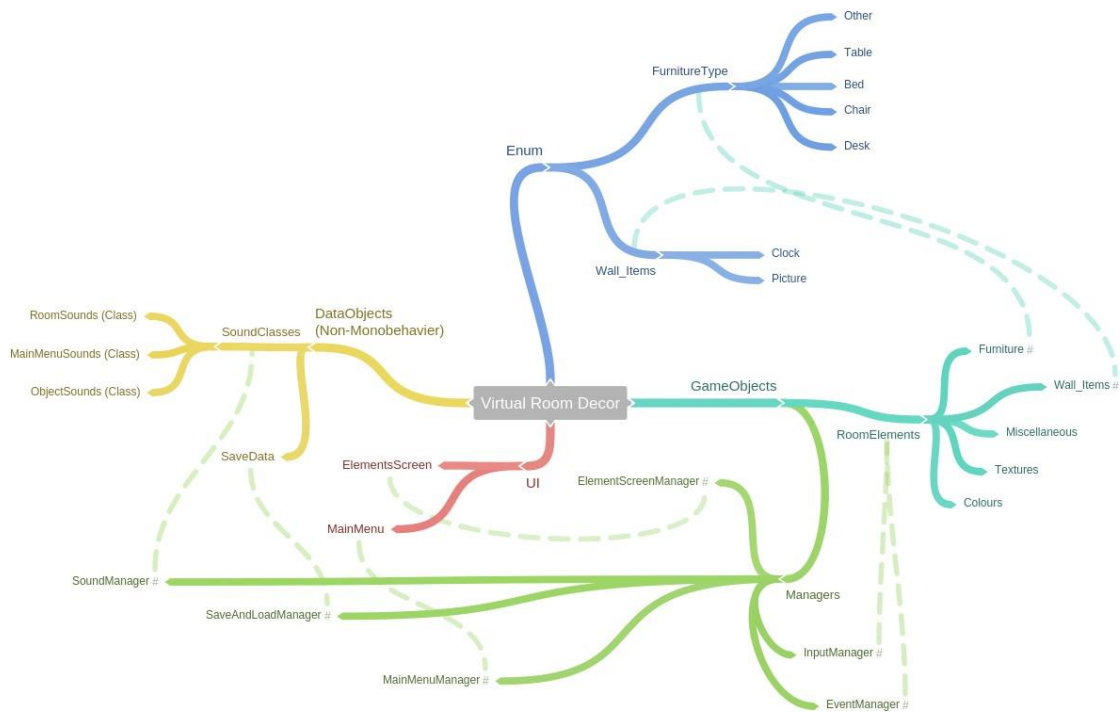 Other
Table
FurnitureType
Bed
Chair
Desk
Enum
Clock
Wall_Items
Picture
DataObjects
(Non-Monobehavier)
RoomSounds (Class)
SoundClasses
MainMenuSounds (Class)
ObjectSounds (Class)
Furniture #
GameObjects
Wall_Items #
Virtual Room Decor
RoomElements
Miscellaneous
SaveData
ElementsScreen
Textures
UI
ElementScreenManager #
Colours
MainMenu
SoundManager #
Managers
SaveAndLoadManager #
InputManager #
MainMenuManager #
EventManager #